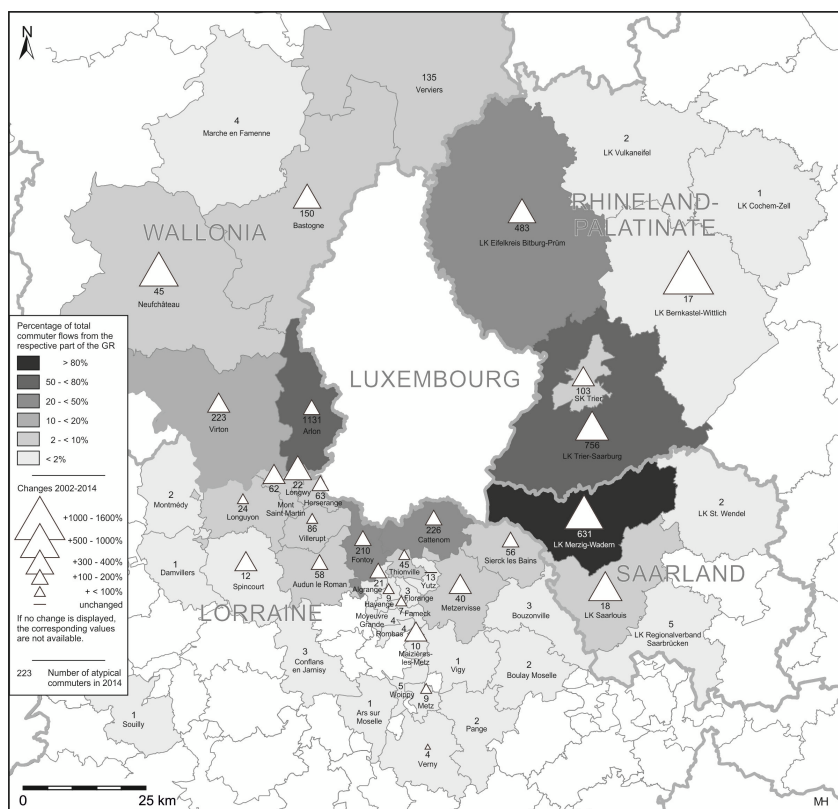 N
135
Verviers
4
Marche en Famenne
2
LK Vulkaneifel
1
LK Cochem-Zell
150
Bastogne
483
LK Eifelkreis Bitburg-Prüm
RHINELAND-
PALATINATE
WALLONIA
45
Neufchâteau
17
LK Bernkastel-Wittlich
LUXEMBOURG
103
SK Trier
223
Virton
1131
Arlon
756
LK Trier-Saarburg
Percentage of total
commuter flows from the
respective part of the GR
> 80%
50 - < 80%
20 - < 50%
10 - < 20%
2 - < 10%
< 2%
Changes 2002-2014
+1000 - 1600%
+500 - 1000%
+300 - 400%
+100 - 200%
+ < 100%
unchanged
If no change is displayed,
the corresponding values
are not available.
223 Number of atypical
commuters in 2014
2
Montmédy
62
Mont
Saint-Martin
22
Longwy
63
Herserange
24
Longuyon
86
Villerupt
1
Damvillers
12
Spincourt
58
Audun le Roman
210
Fontoy
226
Cattenom
45
Thionville
56
Sierck les Bains
631
LK Merzig-Wadern
2
LK St. Wendel
SAARLAND
18
LK Saarlouis
5
LK Regionalverband
Saarbrücken
LORRAINE
21
Algrange
13
Yutz
9
Hayange
3
Florange
7
Fameck
40
Metzervisse
Moyeuvre
Grande
4
Rombas
4
3
Bouzonville
10
Maizières-
les-Metz
3
Conflans
en Jarnisy
1
Vigy
2
Boulay Moselle
1
Souilly
1
Ars sur
Moselle
5
Woippy
9
Metz
2
Pange
4
Verny
0 25 km
MH